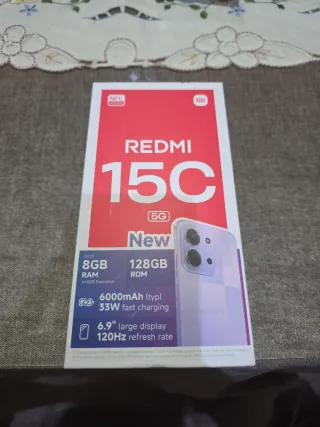 NFC
REDMI
15C
5G
New
8GB
RAM
128GB
ROM
6000mAh (typ)
33W fast charging
6.9" large display
120Hz refresh rate